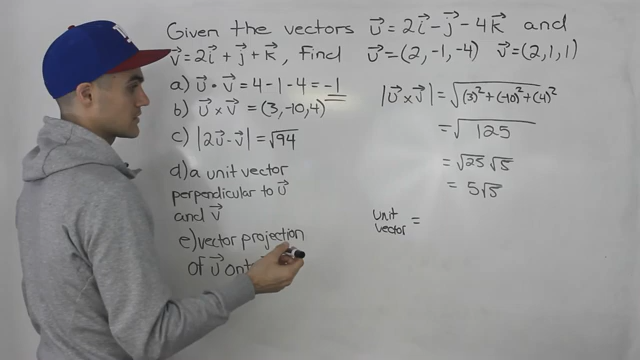 Given the vectors u⃗ = 2i⃗ - j⃗ - 4k⃗ and
v⃗ = 2i⃗ + j⃗ + k⃗, find u⃗ = (2, -1, -4) v⃗ = (2, 1, 1)
a) u⃗ • v⃗ = 4 - 1 - 4 = -1
b) u⃗ × v⃗ = (3, -10, 4)
c) |2u⃗ - v⃗| = √94
d) a unit vector
perpendicular to u⃗
and v⃗
e) vector projection
of u⃗ ont
|u⃗ × v⃗| = √(3)² + (-10)² + (4)²
= √125
= √25 √5
= 5√5
unit
vector =